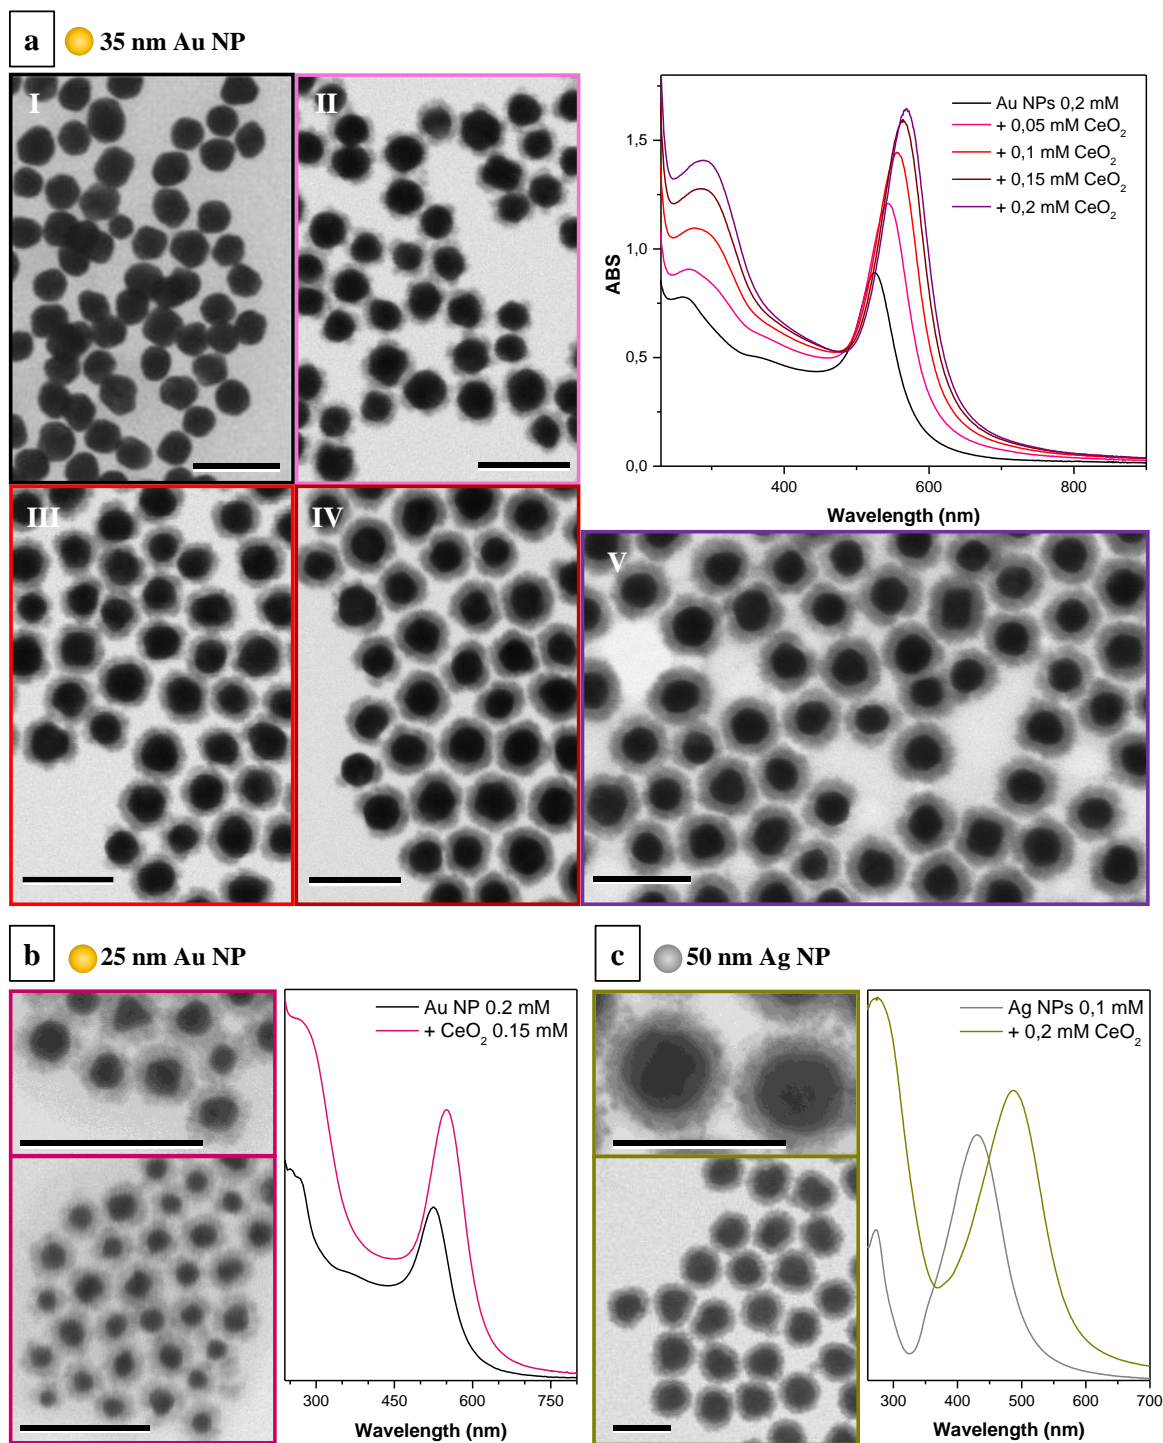 a 35 nm Au NP
I
II
Au NPs 0,2 mM
+ 0,05 mM CeO₂
+ 0,1 mM CeO₂
+ 0,15 mM CeO₂
+ 0,2 mM CeO₂
ABS
1,5
1,0
0,5
0,0
400 600 800
Wavelength (nm)
III
IV
V
b 25 nm Au NP
Au NP 0.2 mM
+ CeO₂ 0.15 mM
300 450 600 750
Wavelength (nm)
c 50 nm Ag NP
Ag NPs 0,1 mM
+ 0,2 mM CeO₂
300 400 500 600 700
Wavelength (nm)